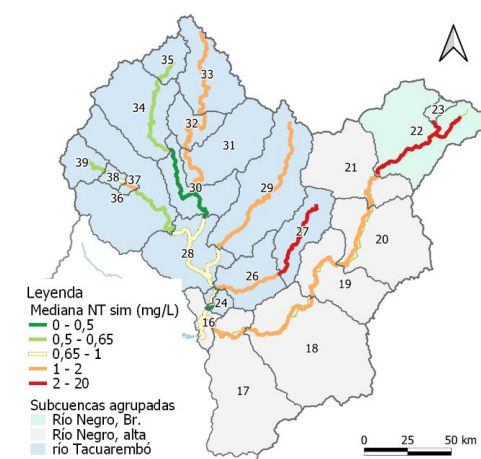 35
33
34
23
32
22
31
21
39
38
37
30
29
36
27
20
28
26
19
24
16
18
17
Leyenda
Mediana NT sim (mg/L)
0 - 0,5
0,5 - 0,65
0,65 - 1
1 - 2
2 - 20
Subcuencas agrupadas
Río Negro, Br.
Río Negro, alta
río Tacuarembó
0 25 50 km